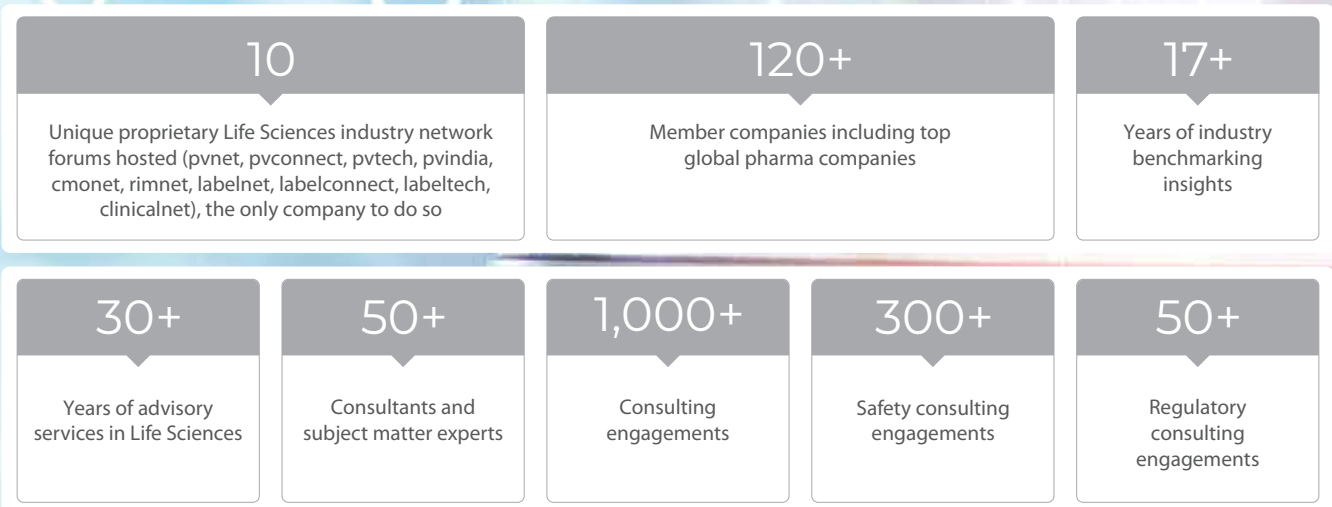 10
Unique proprietary Life Sciences industry network
forums hosted (pvnet, pvconnect, pvtech, pvindia,
cmonet, rimnet, labelnet, labelconnect, labeltech,
clinicalnet), the only company to do so
120+
Member companies including top
global pharma companies
17+
Years of industry
benchmarking
insights
30+
Years of advisory
services in Life Sciences
50+
Consultants and
subject matter experts
1,000+
Consulting
engagements
300+
Safety consulting
engagements
50+
Regulatory
consulting
engagements